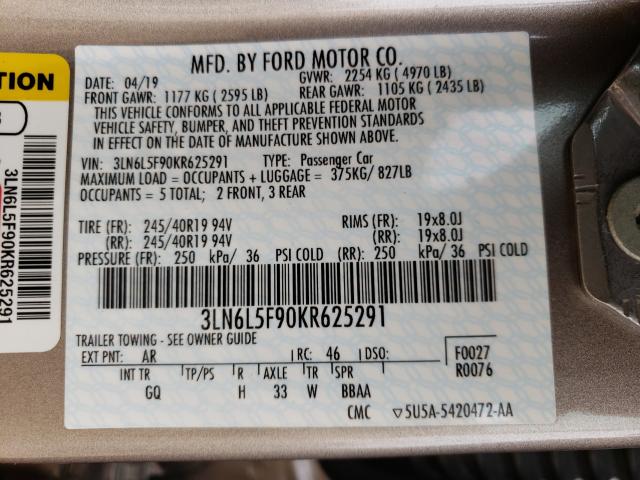 MFD. BY FORD MOTOR CO.
DATE: 04/19 GVWR: 2254 KG ( 4970 LB)
FRONT GAWR: 1177 KG ( 2595 LB) REAR GAWR: 1105 KG ( 2435 LB)
THIS VEHICLE CONFORMS TO ALL APPLICABLE FEDERAL MOTOR
VEHICLE SAFETY, BUMPER, AND THEFT PREVENTION STANDARDS
IN EFFECT ON THE DATE OF MANUFACTURE SHOWN ABOVE.
VIN: 3LN6L5F90KR625291 TYPE: Passenger Car
MAXIMUM LOAD = OCCUPANTS + LUGGAGE = 375KG/ 827LB
OCCUPANTS = 5 TOTAL; 2 FRONT, 3 REAR
TIRE (FR): 245/40R19 94V RIMS (FR): 19x8.0J
(RR): 245/40R19 94V (RR): 19x8.0J
PRESSURE (FR): 250 kPa/ 36 PSI COLD (RR): 250 kPa/ 36 PSI COLD
3LN6L5F90KR625291
TRAILER TOWING - SEE OWNER GUIDE
EXT PNT: AR RC: 46 DSO: F0027
INT TR TP/PS R AXLE TR SPR R0076
GQ H 33 W BBAA
CMC ▽5U5A-5420472-AA
TION
3LN6L5F90KR625291